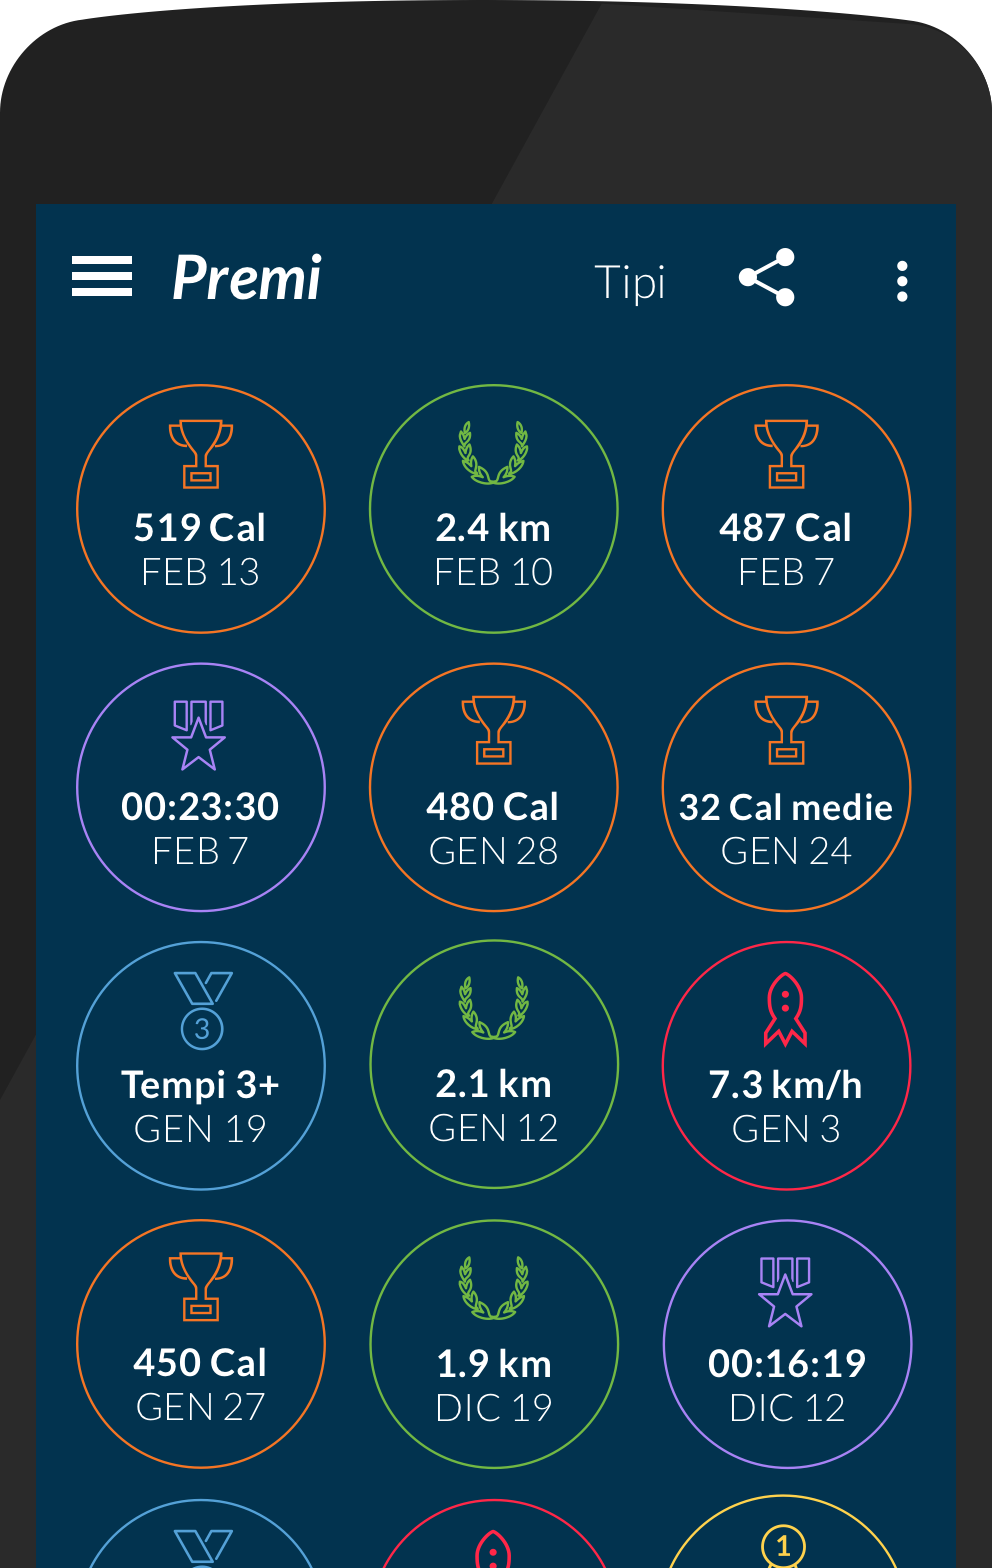 Premi
Tipi
519 Cal
FEB 13
2.4 km
FEB 10
487 Cal
FEB 7
00:23:30
FEB 7
480 Cal
GEN 28
32 Cal medie
GEN 24
3
Tempi 3+
GEN 19
2.1 km
GEN 12
7.3 km/h
GEN 3
450 Cal
GEN 27
1.9 km
DIC 19
00:16:19
DIC 12
1